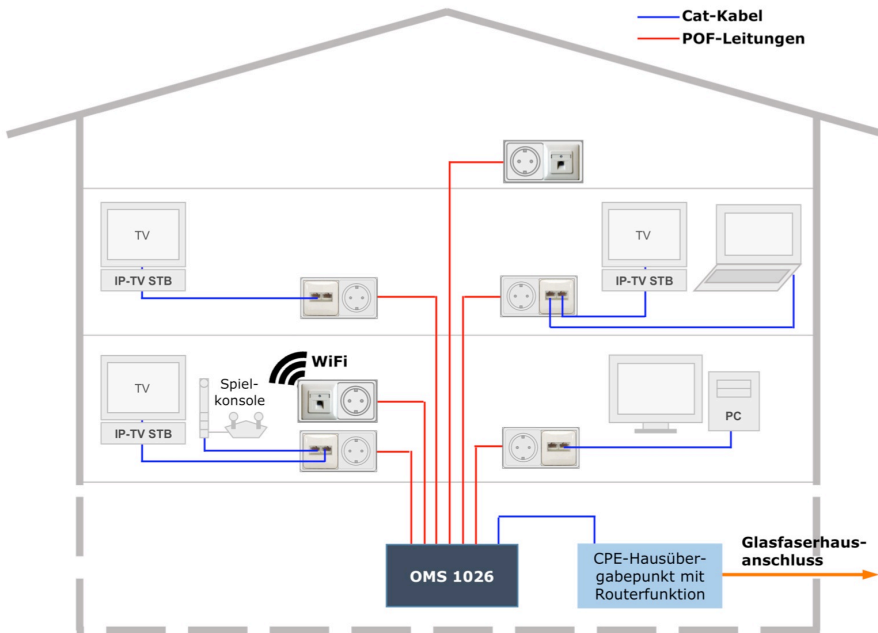 Cat-Kabel
POF-Leitungen
TV
IP-TV STB
TV
IP-TV STB
WiFi
TV
IP-TV STB
Spiel-
konsole
PC
OMS 1026
CPE-Hausüber-
gabepunkt mit
Routerfunktion
Glasfaserhaus-
anschluss